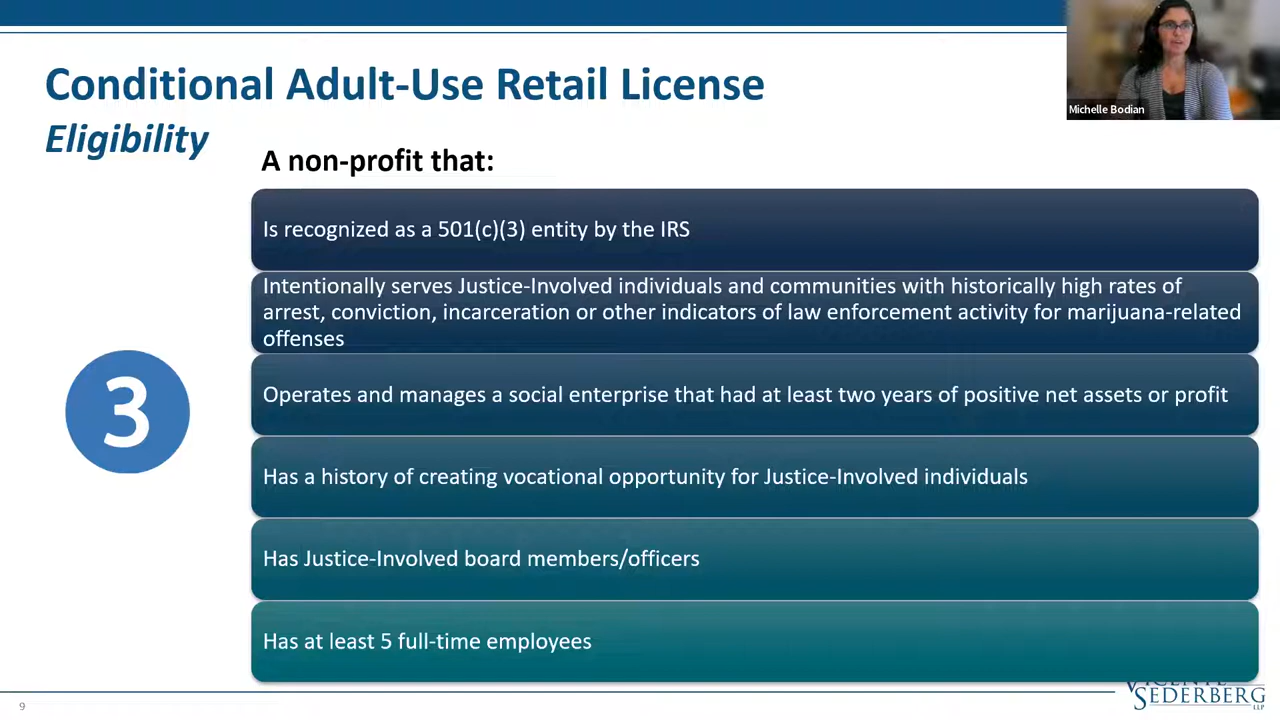 Conditional Adult-Use Retail License
Eligibility
Michelle Bodian
A non-profit that:
Is recognized as a 501(c)(3) entity by the IRS
Intentionally serves Justice-Involved individuals and communities with historically high rates of
arrest, conviction, incarceration or other indicators of law enforcement activity for marijuana-related
offenses
3
Operates and manages a social enterprise that had at least two years of positive net assets or profit
Has a history of creating vocational opportunity for Justice-Involved individuals
Has Justice-Involved board members/officers
Has at least 5 full-time employees
9
VICENTE
SEDERBERG
LLP